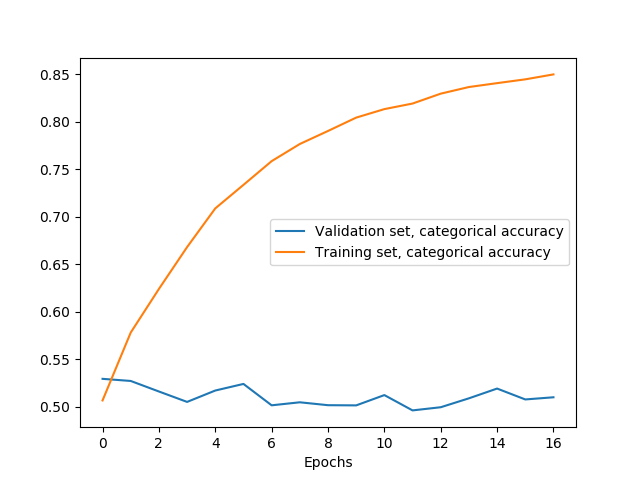 0.85
0.80
0.75
0.70
0.65
0.60
0.55
0.50
Validation set, categorical accuracy
Training set, categorical accuracy
0 2 4 6 8 10 12 14 16
Epochs